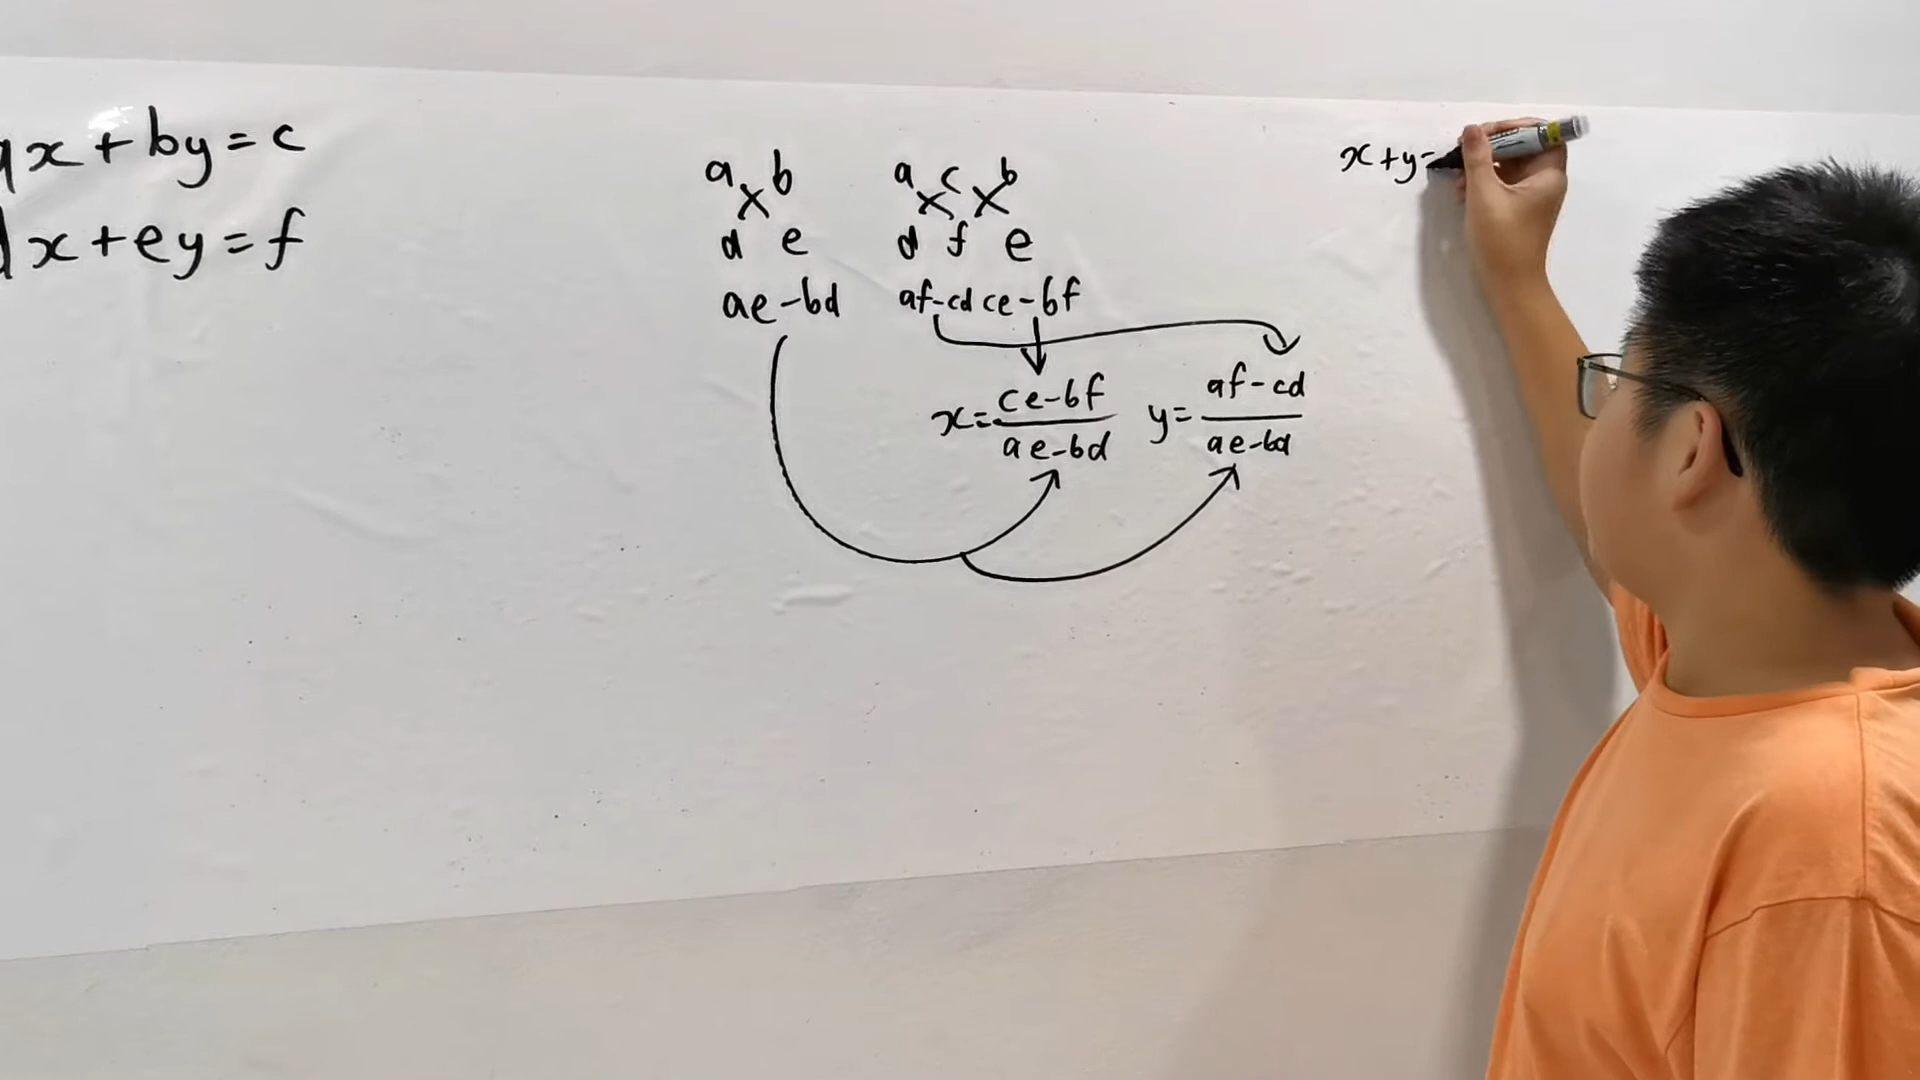 ax+by=c
dx+ey=f
a b
d e
ae-bd
a c b
d f e
af-cd ce-bf
x=ce-bf/ae-bd y=af-cd/ae-bd
x+y=